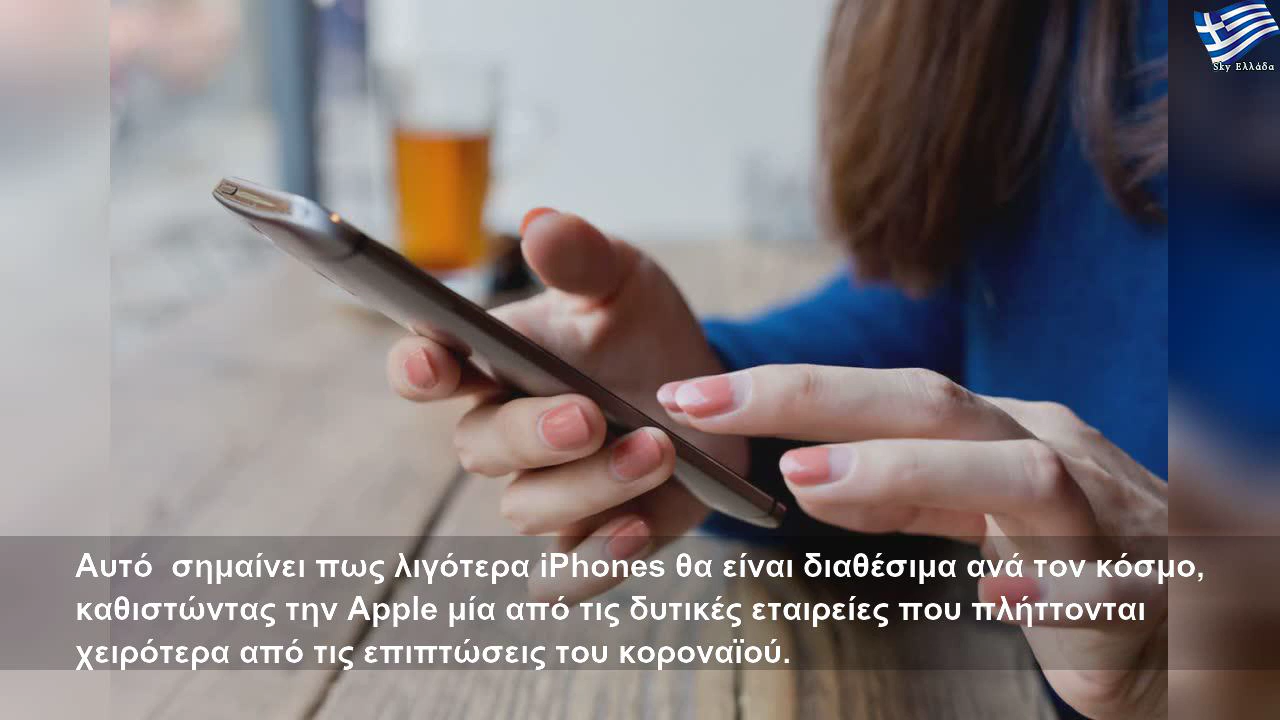 Sky Ελλάδα
Αυτό  σημαίνει πως λιγότερα iPhones θα είναι διαθέσιμα ανά τον κόσμο,
καθιστώντας την Apple μία από τις δυτικές εταιρείες που πλήττονται
χειρότερα από τις επιπτώσεις του κοροναϊού.